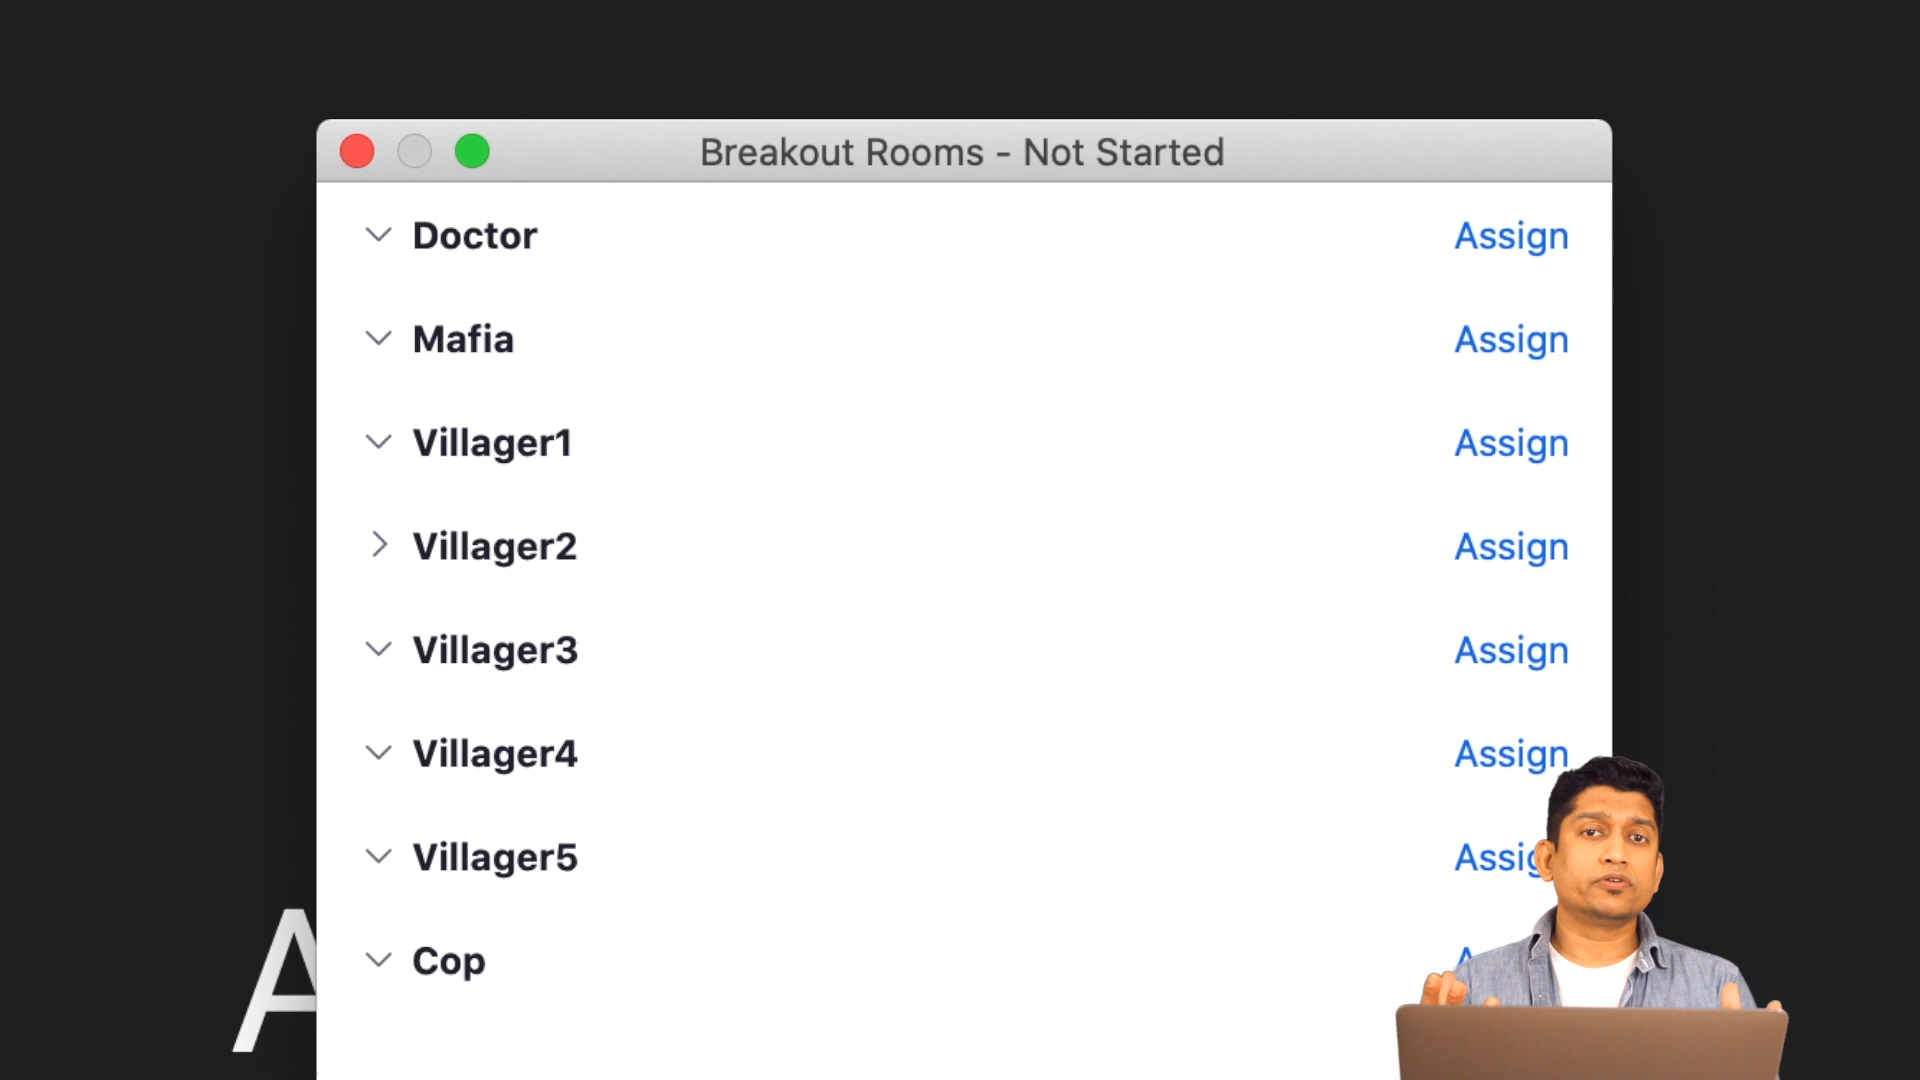 Breakout Rooms - Not Started
Doctor Assign
Mafia Assign
Villager1 Assign
Villager2 Assign
Villager3 Assign
Villager4 Assign
Villager5
Cop